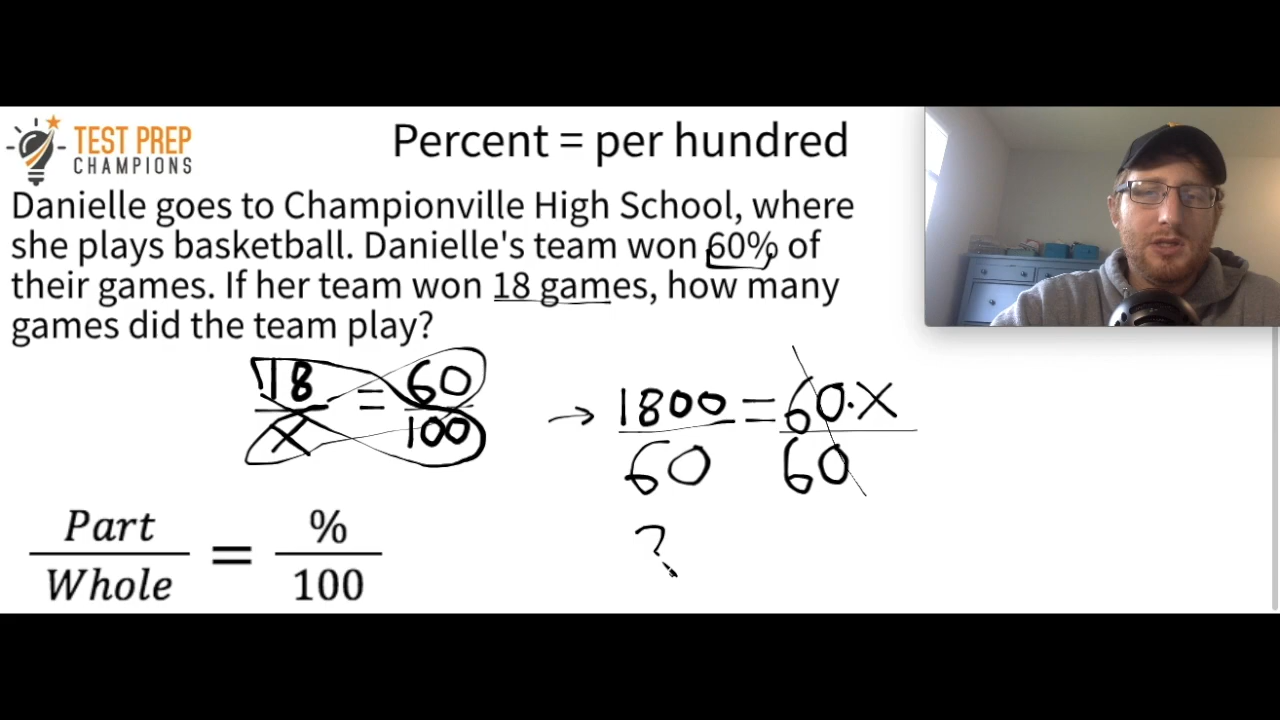 TEST PREP
CHAMPIONS
Percent = per hundred
Danielle goes to Championville High School, where
she plays basketball. Danielle's team won 60% of
their games. If her team won 18 games, how many
games did the team play?
18 = 60
x 100
→ 1800 = 60·x
60 60
?
Part = %
Whole 100